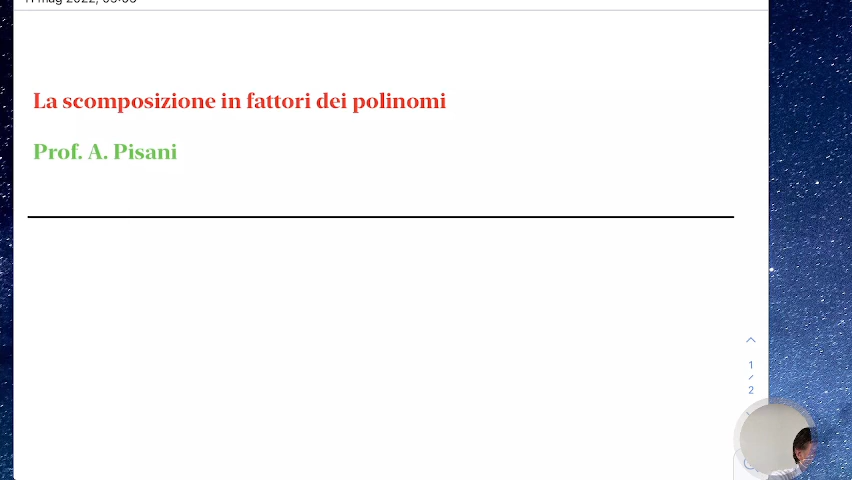 La scomposizione in fattori dei polinomi
Prof. A. Pisani
1
/
2